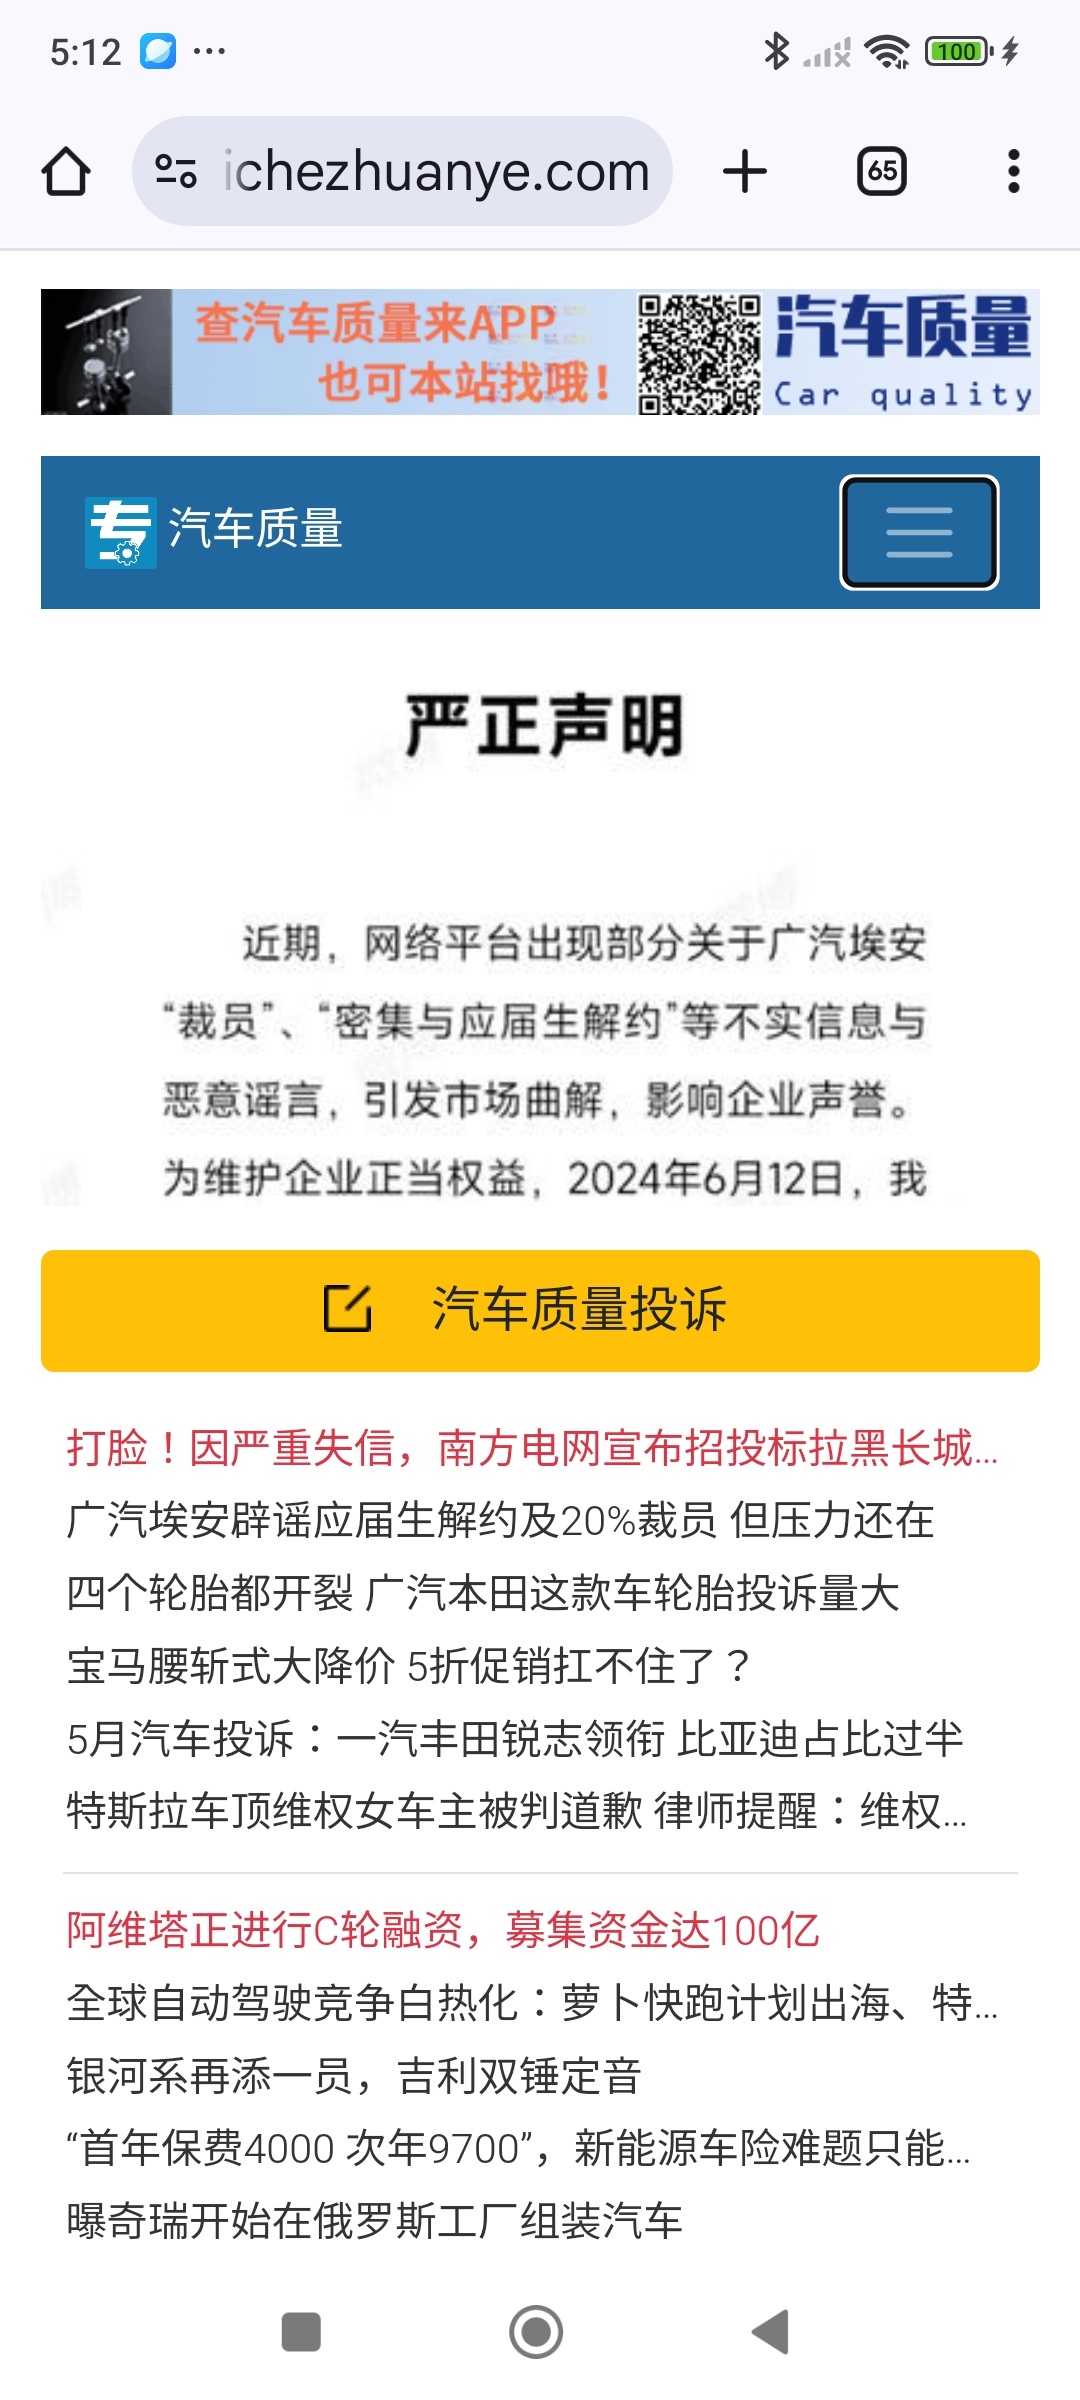 5:12
100
ichezhuanye.com
65
查汽车质量来APP
也可本站找哦！
汽车质量
Car quality
专 汽车质量
严正声明
近期，网络平台出现部分关于广汽埃安
“裁员”、“密集与应届生解约”等不实信息与
恶意谣言，引发市场曲解，影响企业声誉。
为维护企业正当权益，2024年6月12日，我
汽车质量投诉
打脸！因严重失信，南方电网宣布招投标拉黑长城...
广汽埃安辟谣应届生解约及20%裁员 但压力还在
四个轮胎都开裂 广汽本田这款车轮胎投诉量大
宝马腰斩式大降价 5折促销扛不住了？
5月汽车投诉：一汽丰田锐志领衔 比亚迪占比过半
特斯拉车顶维权女车主被判道歉 律师提醒：维权...
阿维塔正进行C轮融资，募集资金达100亿
全球自动驾驶竞争白热化：萝卜快跑计划出海、特...
银河系再添一员，吉利双锤定音
“首年保费4000 次年9700”，新能源车险难题只能...
曝奇瑞开始在俄罗斯工厂组装汽车